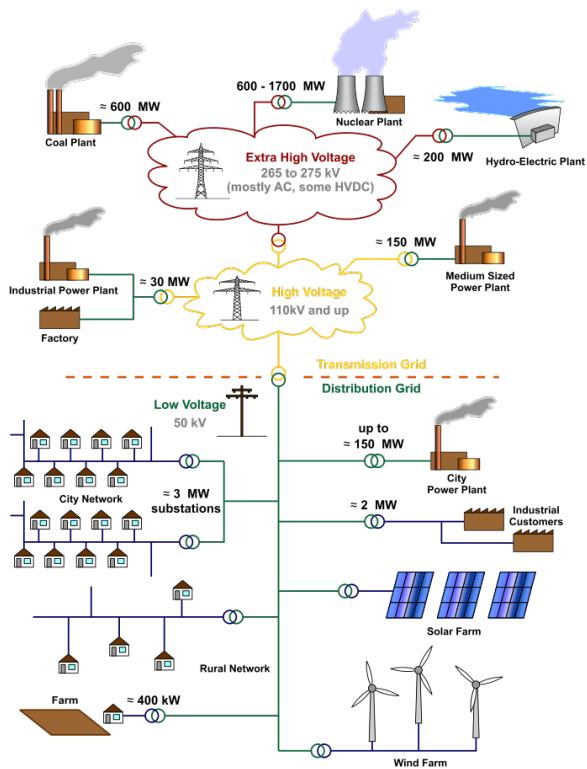 600 - 1700 MW
≈ 600 MW
Nuclear Plant
Coal Plant
Extra High Voltage
265 to 275 kV
(mostly AC, some HVDC)
≈ 200 MW
Hydro-Electric Plant
≈ 150 MW
≈ 30 MW
Industrial Power Plant
Medium Sized
Power Plant
High Voltage
110kV and up
Factory
Transmission Grid
Distribution Grid
Low Voltage
50 kV
up to
≈ 150 MW
City
Power Plant
City Network
≈ 3 MW
substations
≈ 2 MW
Industrial
Customers
Solar Farm
Rural Network
Farm
≈ 400 kW
Wind Farm